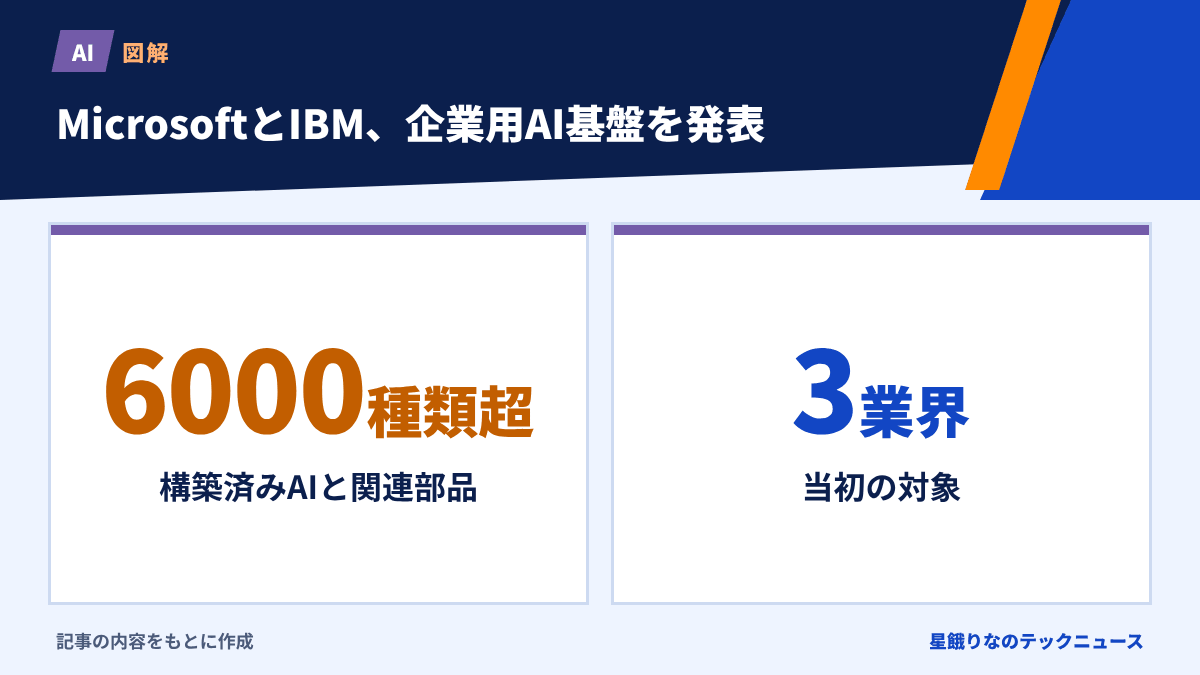 AI 図解
MicrosoftとIBM、企業用AI基盤を発表
6000種類超
構築済みAIと関連部品
3業界
当初の対象
記事の内容をもとに作成
星餓りなのテックニュース